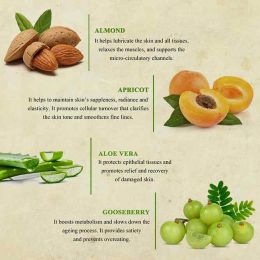 ALMOND
It helps lubricate the skin and all tissues,
relaxes the muscles, and supports the
micro-circulatory channels.
APRICOT
It helps to maintain skin's suppleness, radiance and
elasticity. It promotes cellular turnover that clarifies
the skin tone and smoothens fine lines.
ALOE VERA
It protects epithelial tissues and
promotes relief and recovery
of damaged skin.
GOOSEBERRY
It boosts metabolism and slows down the
ageing process. It provides satiety
and prevents overeating.